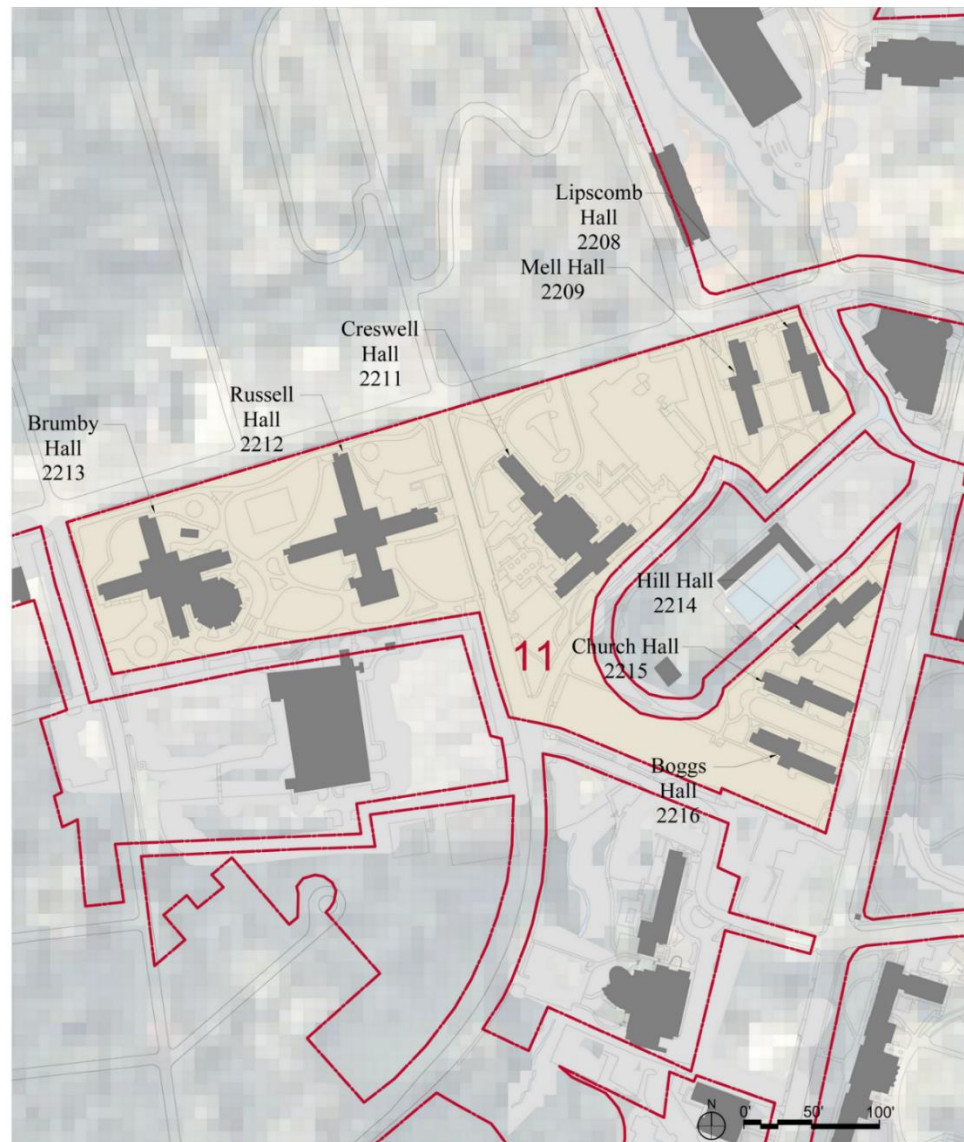 Lipscomb
Hall
2208
Mell Hall
2209
Creswell
Hall
2211
Russell
Hall
2212
Brumby
Hall
2213
Hill Hall
2214
11
Church Hall
2215
Boggs
Hall
2216
N
0' 50' 100'